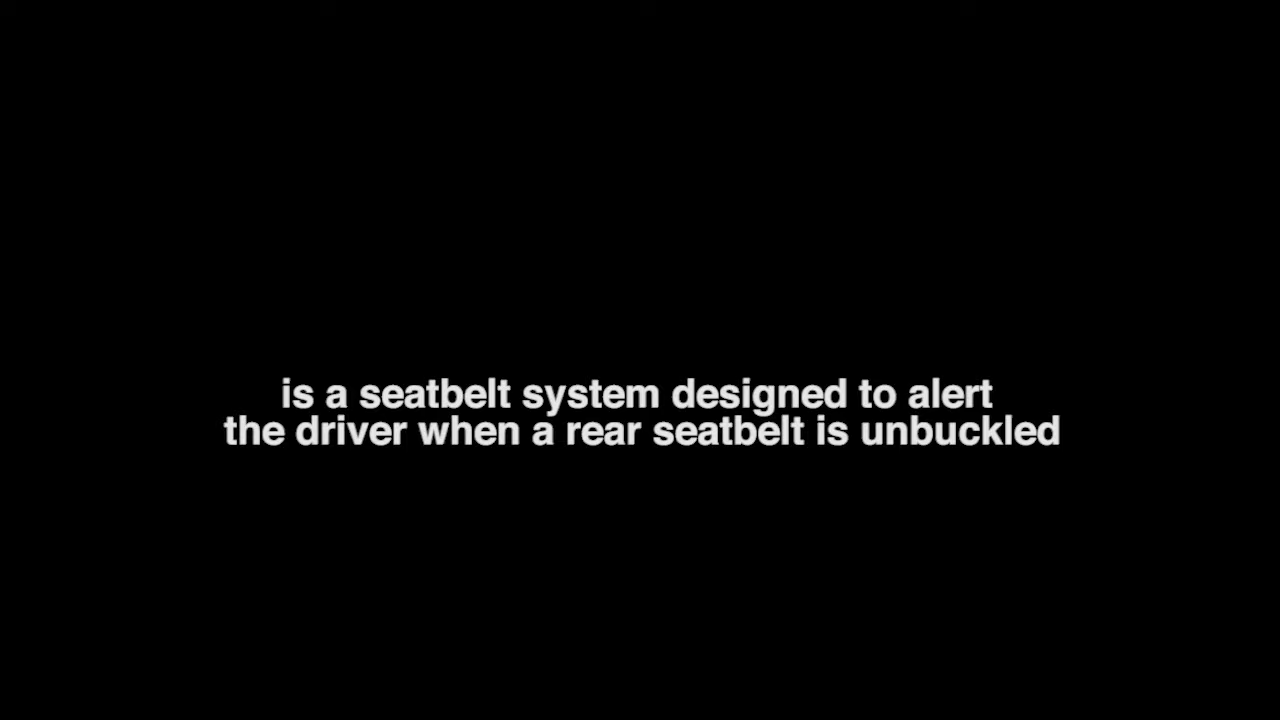 is a seatbelt system designed to alert
the driver when a rear seatbelt is unbuckled